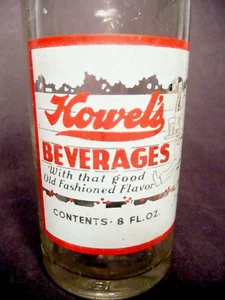 Howel's
BEVERAGES
With that good
Old Fashioned Flavor
CONTENTS - 8 FL. OZ.